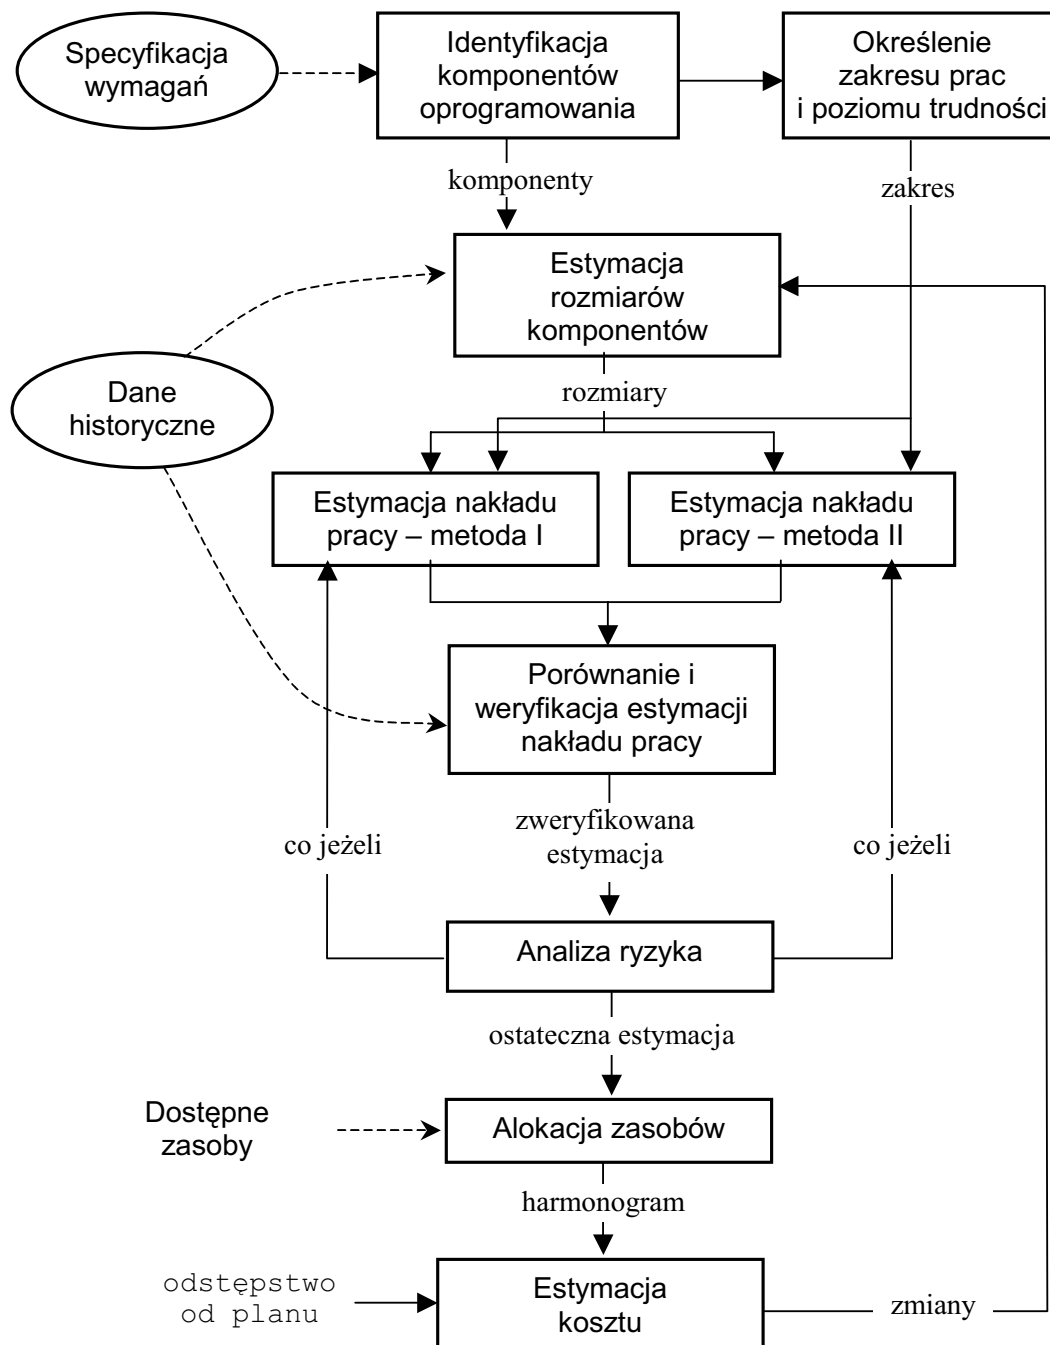 Specyfikacja
wymagań
Identyfikacja
komponentów
oprogramowania
Określenie
zakresu prac
i poziomu trudności
komponenty
zakres
Estymacja
rozmiarów
komponentów
Dane
historyczne
rozmiary
Estymacja nakładu
pracy – metoda I
Estymacja nakładu
pracy – metoda II
Porównanie i
weryfikacja estymacji
nakładu pracy
co jeżeli
zweryfikowana
estymacja
co jeżeli
Analiza ryzyka
ostateczna estymacja
Dostępne
zasoby
Alokacja zasobów
harmonogram
odstępstwo
od planu
Estymacja
kosztu
zmiany